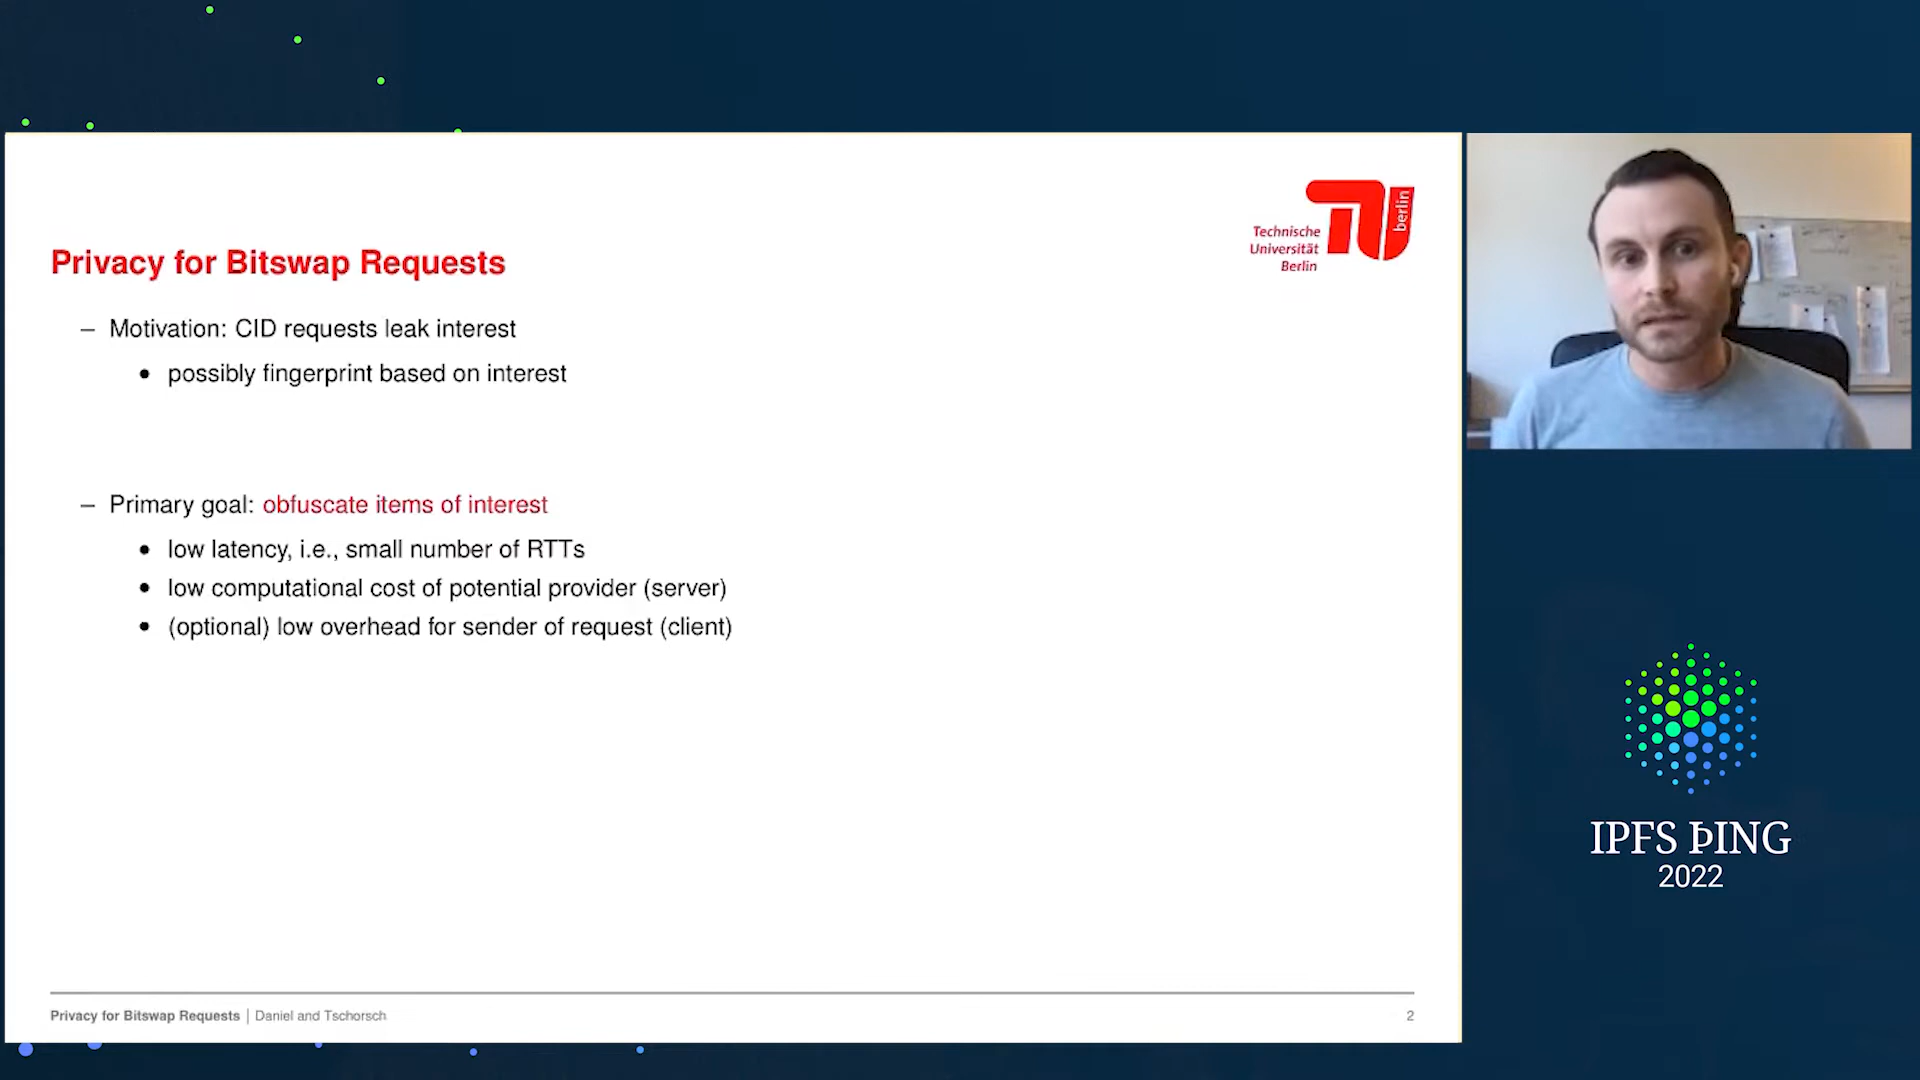 Technische
Universität
Berlin
berlin
Privacy for Bitswap Requests
– Motivation: CID requests leak interest
• possibly fingerprint based on interest
– Primary goal: obfuscate items of interest
• low latency, i.e., small number of RTTs
• low computational cost of potential provider (server)
• (optional) low overhead for sender of request (client)
Privacy for Bitswap Requests | Daniel and Tschorsch
2
IPFS ÞING
2022